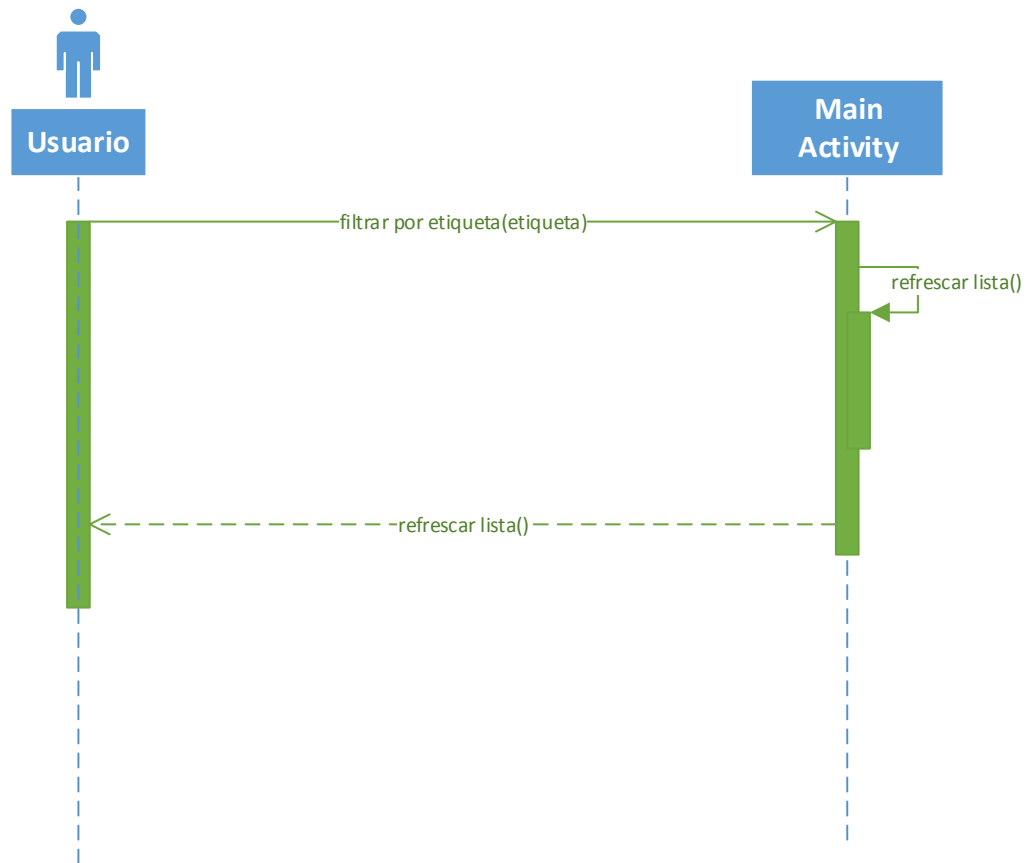 Usuario
Main
Activity
filtrar por etiqueta(etiqueta)
refrescar lista()
refrescar lista()